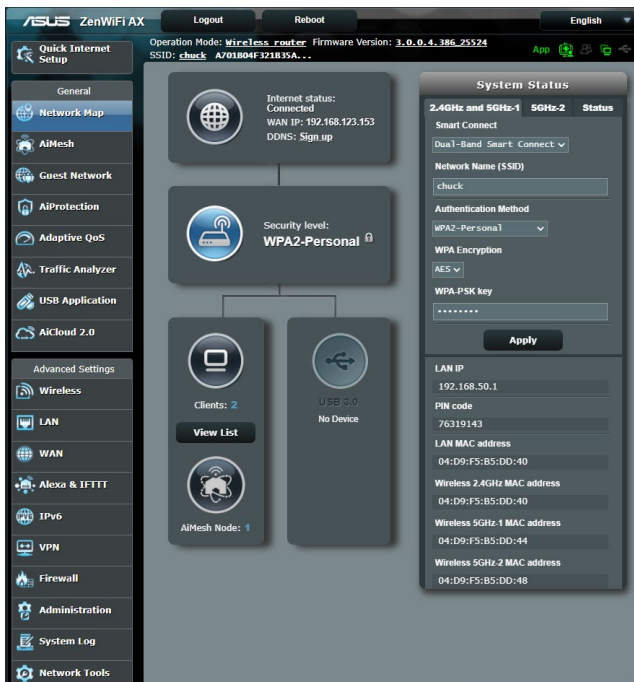 ASUS ZenWiFi AX
Logout
Reboot
English
Quick Internet
Setup
Operation Mode: Wireless router Firmware Version: 3.0.0.4.386_25524
SSID: chuck A701B04F321B35A...
App
General
Network Map
AiMesh
Guest Network
AiProtection
Adaptive QoS
Traffic Analyzer
USB Application
AiCloud 2.0
Advanced Settings
Wireless
LAN
WAN
Alexa & IFTTT
IPv6
VPN
Firewall
Administration
System Log
Network Tools
Internet status:
Connected
WAN IP: 192.168.123.153
DDNS: Sign up
Security level:
WPA2-Personal
Clients: 2
View List
AiMesh Node: 1
USB 3.0
No Device
System Status
2.4GHz and 5GHz-1 5GHz-2 Status
Smart Connect
Dual-Band Smart Connect
Network Name (SSID)
chuck
Authentication Method
WPA2-Personal
WPA Encryption
AES
WPA-PSK key
••••••••
Apply
LAN IP
192.168.50.1
PIN code
76319143
LAN MAC address
04:D9:F5:B5:DD:40
Wireless 2.4GHz MAC address
04:D9:F5:B5:DD:40
Wireless 5GHz-1 MAC address
04:D9:F5:B5:DD:44
Wireless 5GHz-2 MAC address
04:D9:F5:B5:DD:48